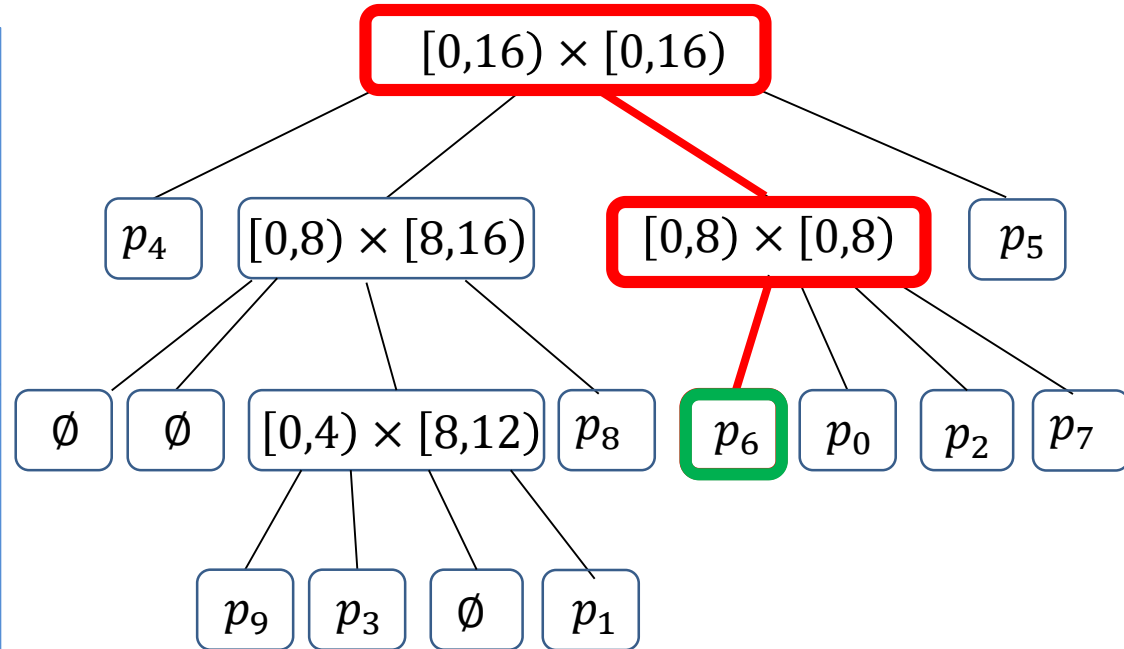 [0,16) × [0,16)
p₄ [0,8) × [8,16) [0,8) × [0,8) p₅
∅ ∅ [0,4) × [8,12) p₈ p₆ p₀ p₂ p₇
p₉ p₃ ∅ p₁